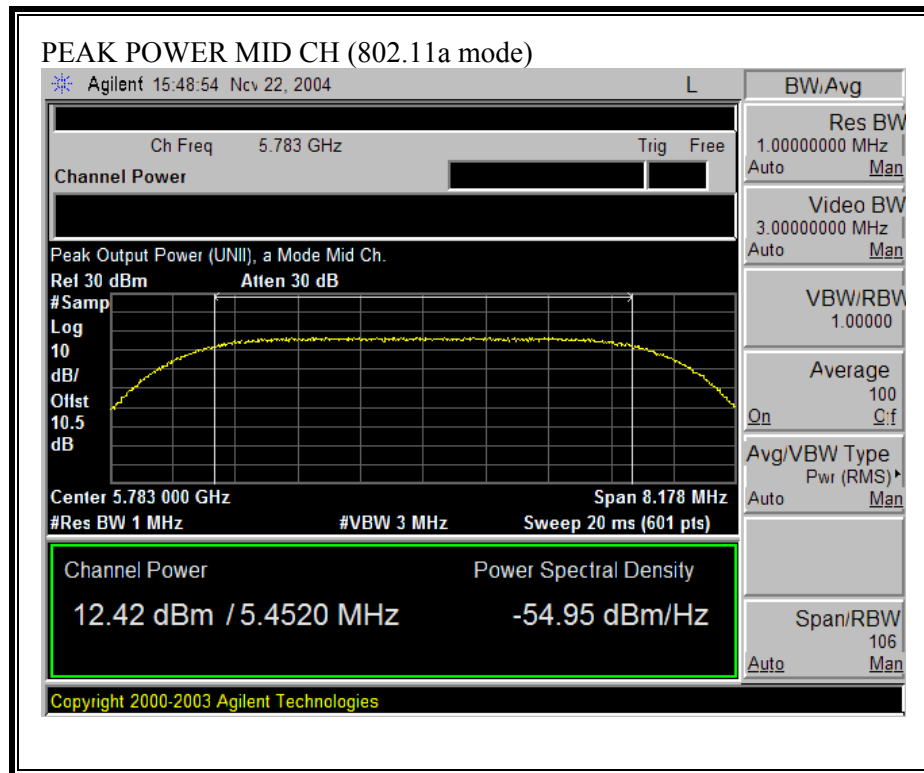 PEAK POWER MID CH (802.11a mode)
Agilent 15:48:54 Nov 22, 2004 L
BW/Avg
Ch Freq 5.783 GHz Trig Free
Channel Power
Peak Output Power (UNII), a Mode Mid Ch.
Ref 30 dBm Atten 30 dB
#Samp
Log
10
dB/
Offst
10.5
dB
Center 5.783 000 GHz Span 8.178 MHz
#Res BW 1 MHz #VBW 3 MHz Sweep 20 ms (601 pts)
Channel Power Power Spectral Density
12.42 dBm / 5.4520 MHz -54.95 dBm/Hz
Res BW
1.00000000 MHz
Auto Man
Video BW
3.00000000 MHz
Auto Man
VBW/RBW
1.00000
Average
100
On Off
Avg/VBW Type
Pwr (RMS)
Auto Man
Span/RBW
106
Auto Man
Copyright 2000-2003 Agilent Technologies